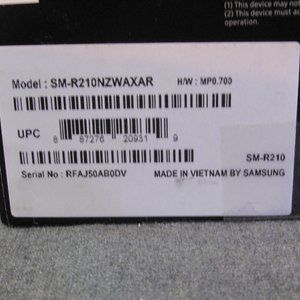 (1) This device may not
(2) This device must ac
operation.
Model : SM-R210NZWAXAR H/W : MP0.700
UPC
8 87276 20931 9
SM-R210
Serial No : RFAJ50AB0DV MADE IN VIETNAM BY SAMSUNG